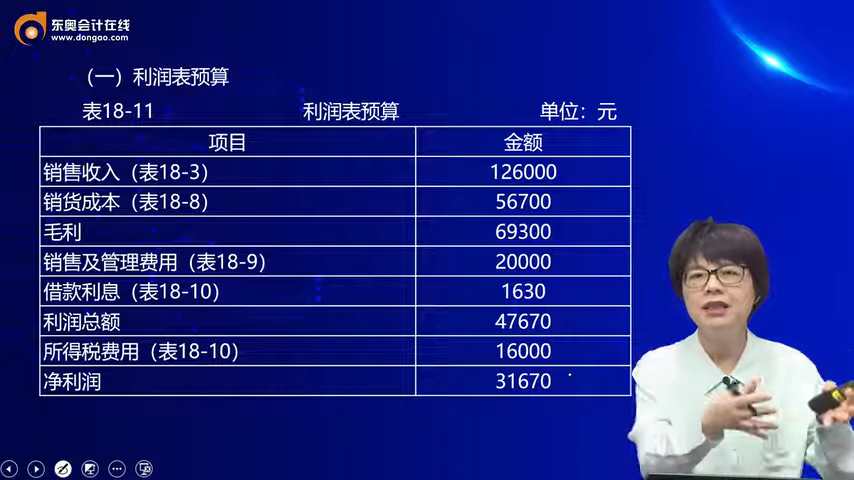 东奥会计在线
www.dongao.com
（一）利润表预算
表18-11 利润表预算 单位：元
项目 金额
销售收入（表18-3） 126000
销货成本（表18-8） 56700
毛利 69300
销售及管理费用（表18-9） 20000
借款利息（表18-10） 1630
利润总额 47670
所得税费用（表18-10） 16000
净利润 31670